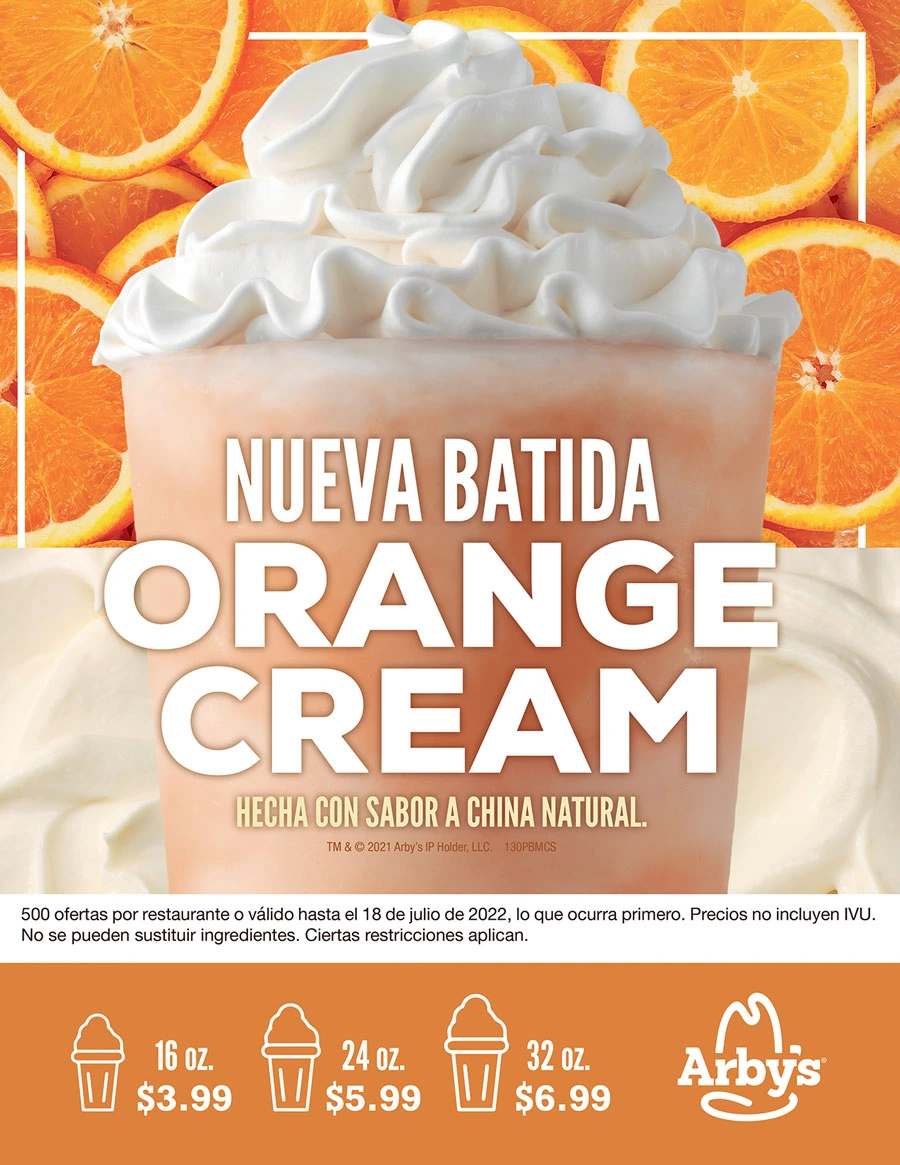 NUEVA BATIDA
ORANGE
CREAM
HECHA CON SABOR A CHINA NATURAL.
TM & © 2021 Arby's IP Holder, LLC. 130PBMCS
500 ofertas por restaurante o válido hasta el 18 de julio de 2022, lo que ocurra primero. Precios no incluyen IVU.
No se pueden sustituir ingredientes. Ciertas restricciones aplican.
16 oz.
$3.99
24 oz.
$5.99
32 oz.
$6.99
Arby's®